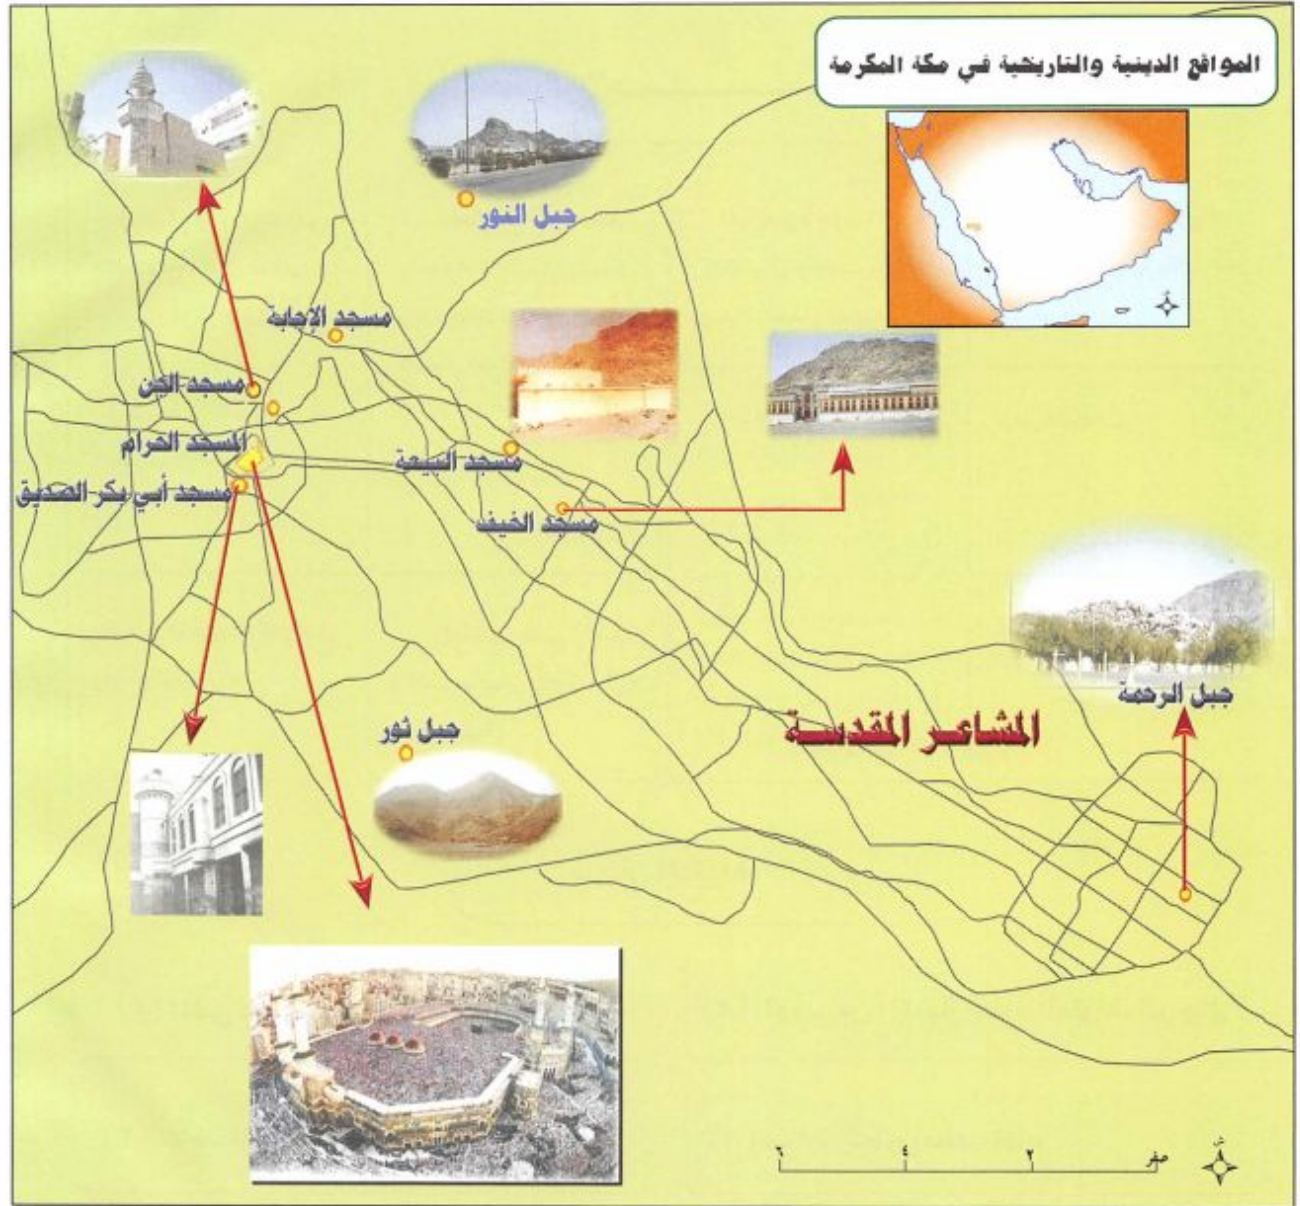 المواقع الدينية والتاريخية في مكة المكرمة
ش
جبل النور
مسجد الإجابة
مسجد الجن
المسجد الحرام
مسجد البيعة
مسجد أبي بكر الصديق
مسجد الخيف
جبل الرحمة
المشاعر المقدسة
جبل ثور
ش
صفر ٢ ٤ ٦